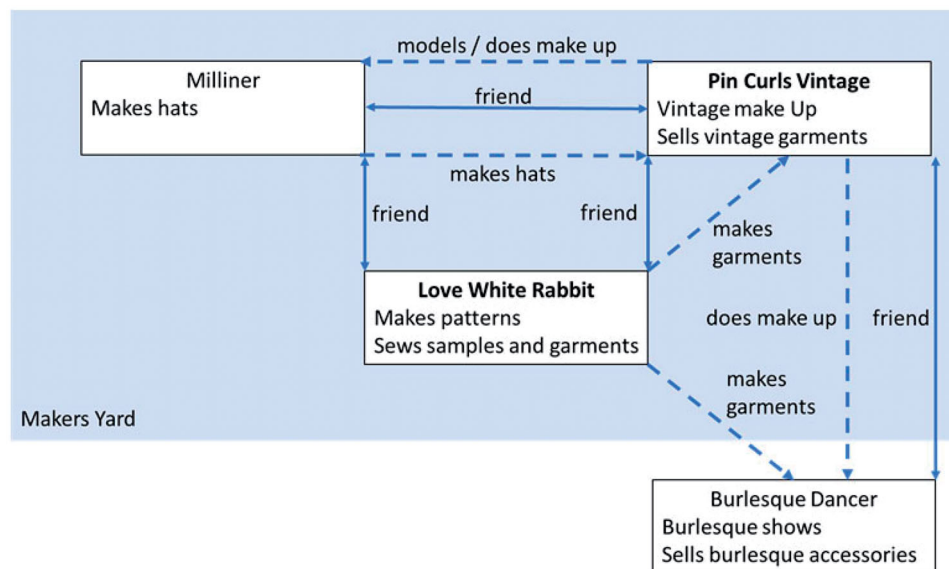 models / does make up
Milliner
Makes hats
friend
Pin Curls Vintage
Vintage make Up
Sells vintage garments
makes hats
friend
friend
makes
garments
Love White Rabbit
Makes patterns
Sews samples and garments
does make up
friend
makes
garments
Makers Yard
Burlesque Dancer
Burlesque shows
Sells burlesque accessories